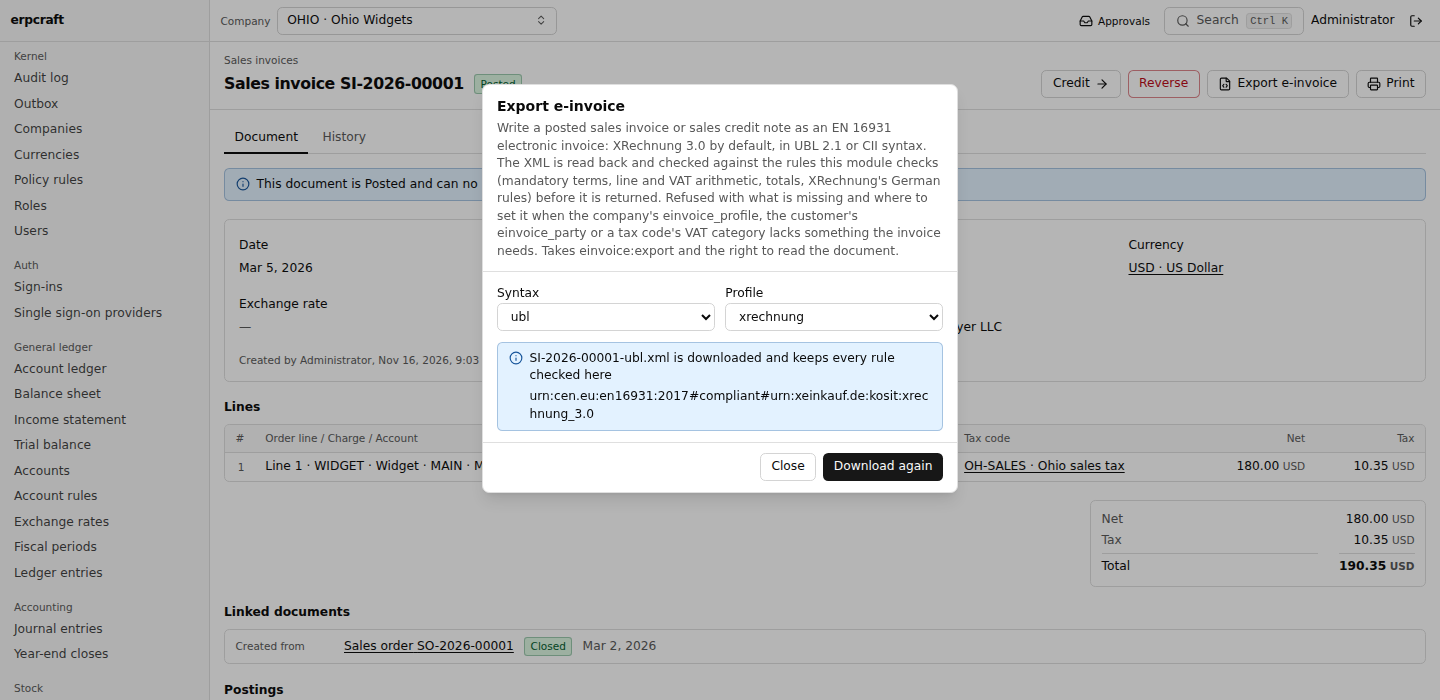 erpcraft
Company
OHIO · Ohio Widgets
Approvals
Search
Ctrl K
Administrator
Kernel
Audit log
Outbox
Companies
Currencies
Policy rules
Roles
Users
Auth
Sign-ins
Single sign-on providers
General ledger
Account ledger
Balance sheet
Income statement
Trial balance
Accounts
Account rules
Exchange rates
Fiscal periods
Ledger entries
Accounting
Journal entries
Year-end closes
Stock
Sales invoices
Sales invoice SI-2026-00001
Credit
Reverse
Export e-invoice
Print
Document
History
This document is Posted and can no
Date
Mar 5, 2026
Exchange rate
—
Created by Administrator, Nov 16, 2026, 9:03
Currency
USD · US Dollar
yer LLC
Export e-invoice
Write a posted sales invoice or sales credit note as an EN 16931
electronic invoice: XRechnung 3.0 by default, in UBL 2.1 or CII syntax.
The XML is read back and checked against the rules this module checks
(mandatory terms, line and VAT arithmetic, totals, XRechnung's German
rules) before it is returned. Refused with what is missing and where to
set it when the company's einvoice_profile, the customer's
einvoice_party or a tax code's VAT category lacks something the invoice
needs. Takes einvoice:export and the right to read the document.
Syntax
Profile
ubl
xrechnung
SI-2026-00001-ubl.xml is downloaded and keeps every rule
checked here
urn:cen.eu:en16931:2017#compliant#urn:xeinkauf.de:kosit:xrec
hnung_3.0
Close
Download again
Lines
# Order line / Charge / Account Tax code Net Tax
1 Line 1 · WIDGET · Widget · MAIN · M OH-SALES · Ohio sales tax 180.00 USD 10.35 USD
Net 180.00 USD
Tax 10.35 USD
Total 190.35 USD
Linked documents
Created from Sales order SO-2026-00001 Closed Mar 2, 2026
Postings